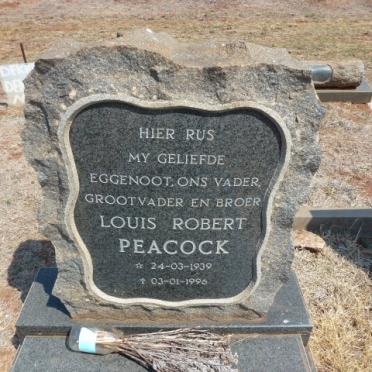 HIER RUS
MY GELIEFDE
EGGENOOT, ONS VADER,
GROOTVADER EN BROER
LOUIS ROBERT
PEACOCK
☆ 24-03-1939
✝ 03-01-1996